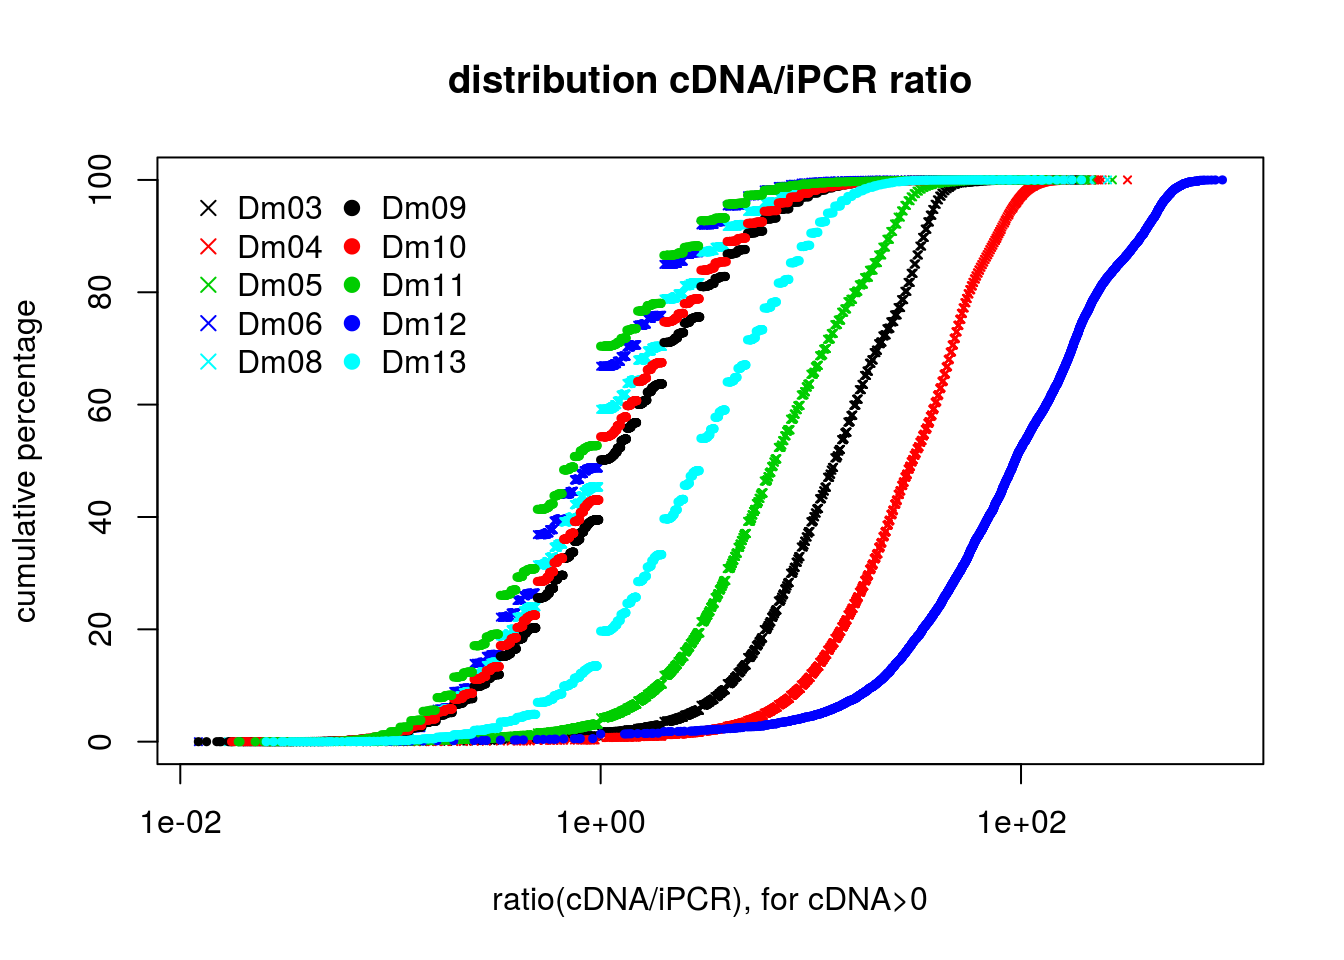 distribution cDNA/iPCR ratio
cumulative percentage
100
80
60
40
20
0
Dm03 Dm09
Dm04 Dm10
Dm05 Dm11
Dm06 Dm12
Dm08 Dm13
1e-02 1e+00 1e+02
ratio(cDNA/iPCR), for cDNA>0